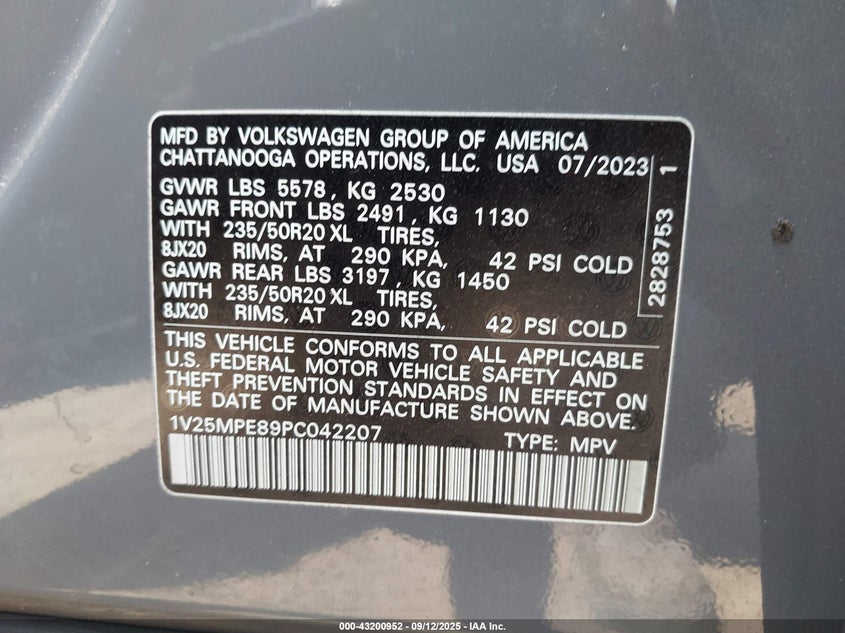 MFD BY VOLKSWAGEN GROUP OF AMERICA
CHATTANOOGA OPERATIONS, LLC. USA 07/2023
GVWR LBS 5578, KG 2530
GAWR FRONT LBS 2491, KG 1130
WITH 235/50R20 XL TIRES,
8JX20 RIMS, AT 290 KPA, 42 PSI COLD
GAWR REAR LBS 3197, KG 1450
WITH 235/50R20 XL TIRES,
8JX20 RIMS, AT 290 KPA, 42 PSI COLD
THIS VEHICLE CONFORMS TO ALL APPLICABLE
U.S. FEDERAL MOTOR VEHICLE SAFETY AND
THEFT PREVENTION STANDARDS IN EFFECT ON
THE DATE OF MANUFACTURE SHOWN ABOVE.
1V25MPE89PC042207 TYPE: MPV
2828753 1
000-43200952 - 09/12/2025 - IAA Inc.